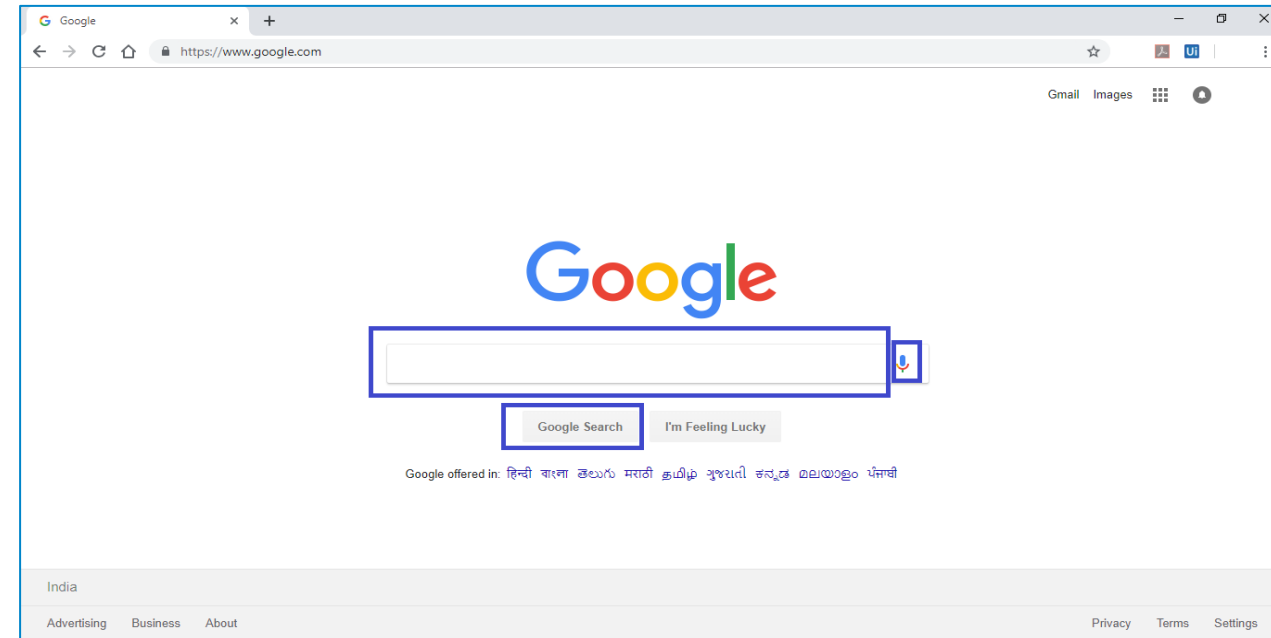 Google
https://www.google.com
Ui
Gmail Images
Google
Google Search I'm Feeling Lucky
Google offered in: हिन्दी বাংলা తెలుగు मराठी தமிழ் ગુજરાતી ಕನ್ನಡ മലയാളം ਪੰਜਾਬੀ
India
Advertising Business About Privacy Terms Settings